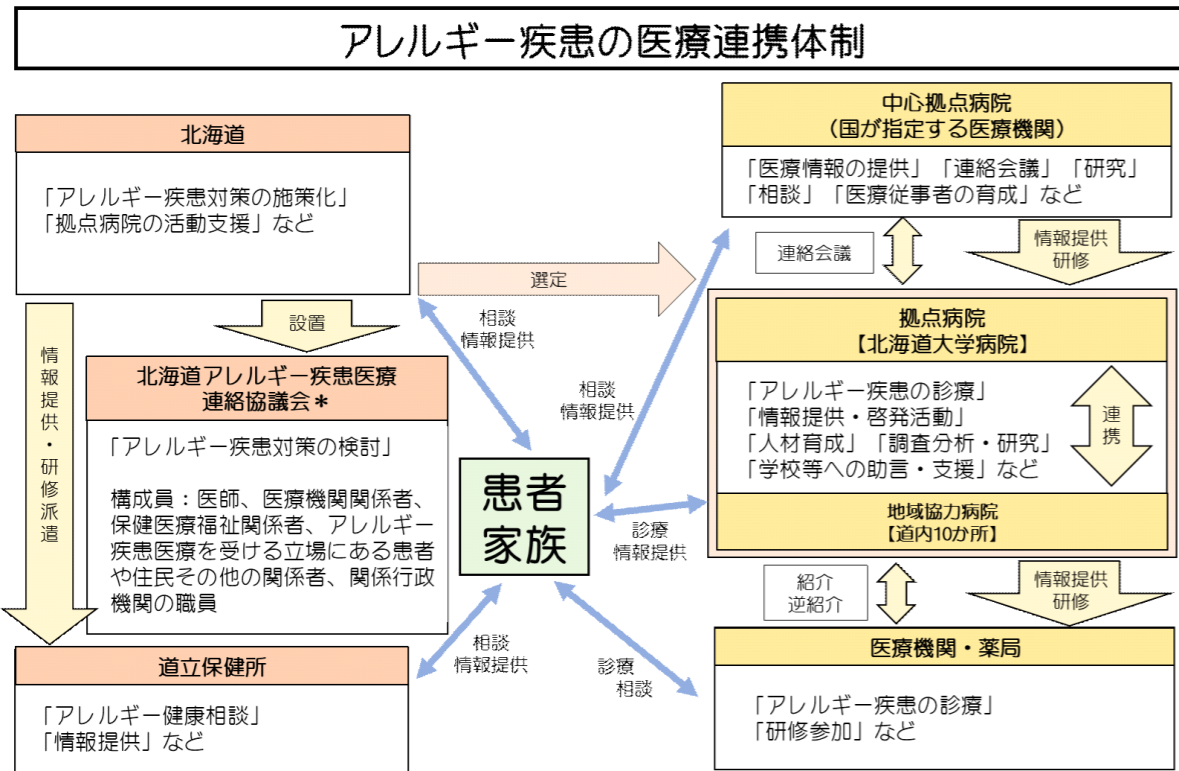 アレルギー疾患の医療連携体制
北海道
「アレルギー疾患対策の施策化」
「拠点病院の活動支援」など
中心拠点病院
（国が指定する医療機関）
「医療情報の提供」「連絡会議」「研究」
「相談」「医療従事者の育成」など
選定
連絡会議
情報提供
研修
設置
相談
情報提供
相談
情報提供
情報提供・研修派遣
北海道アレルギー疾患医療
連絡協議会＊
「アレルギー疾患対策の検討」
構成員：医師、医療機関関係者、
保健医療福祉関係者、アレルギー
疾患医療を受ける立場にある患者
や住民その他の関係者、関係行政
機関の職員
患者
家族
拠点病院
【北海道大学病院】
「アレルギー疾患の診療」
「情報提供・啓発活動」
「人材育成」「調査分析・研究」
「学校等への助言・支援」など
連携
地域協力病院
【道内10か所】
診療
情報提供
紹介
逆紹介
情報提供
研修
相談
情報提供
診療
相談
道立保健所
「アレルギー健康相談」
「情報提供」など
医療機関・薬局
「アレルギー疾患の診療」
「研修参加」など